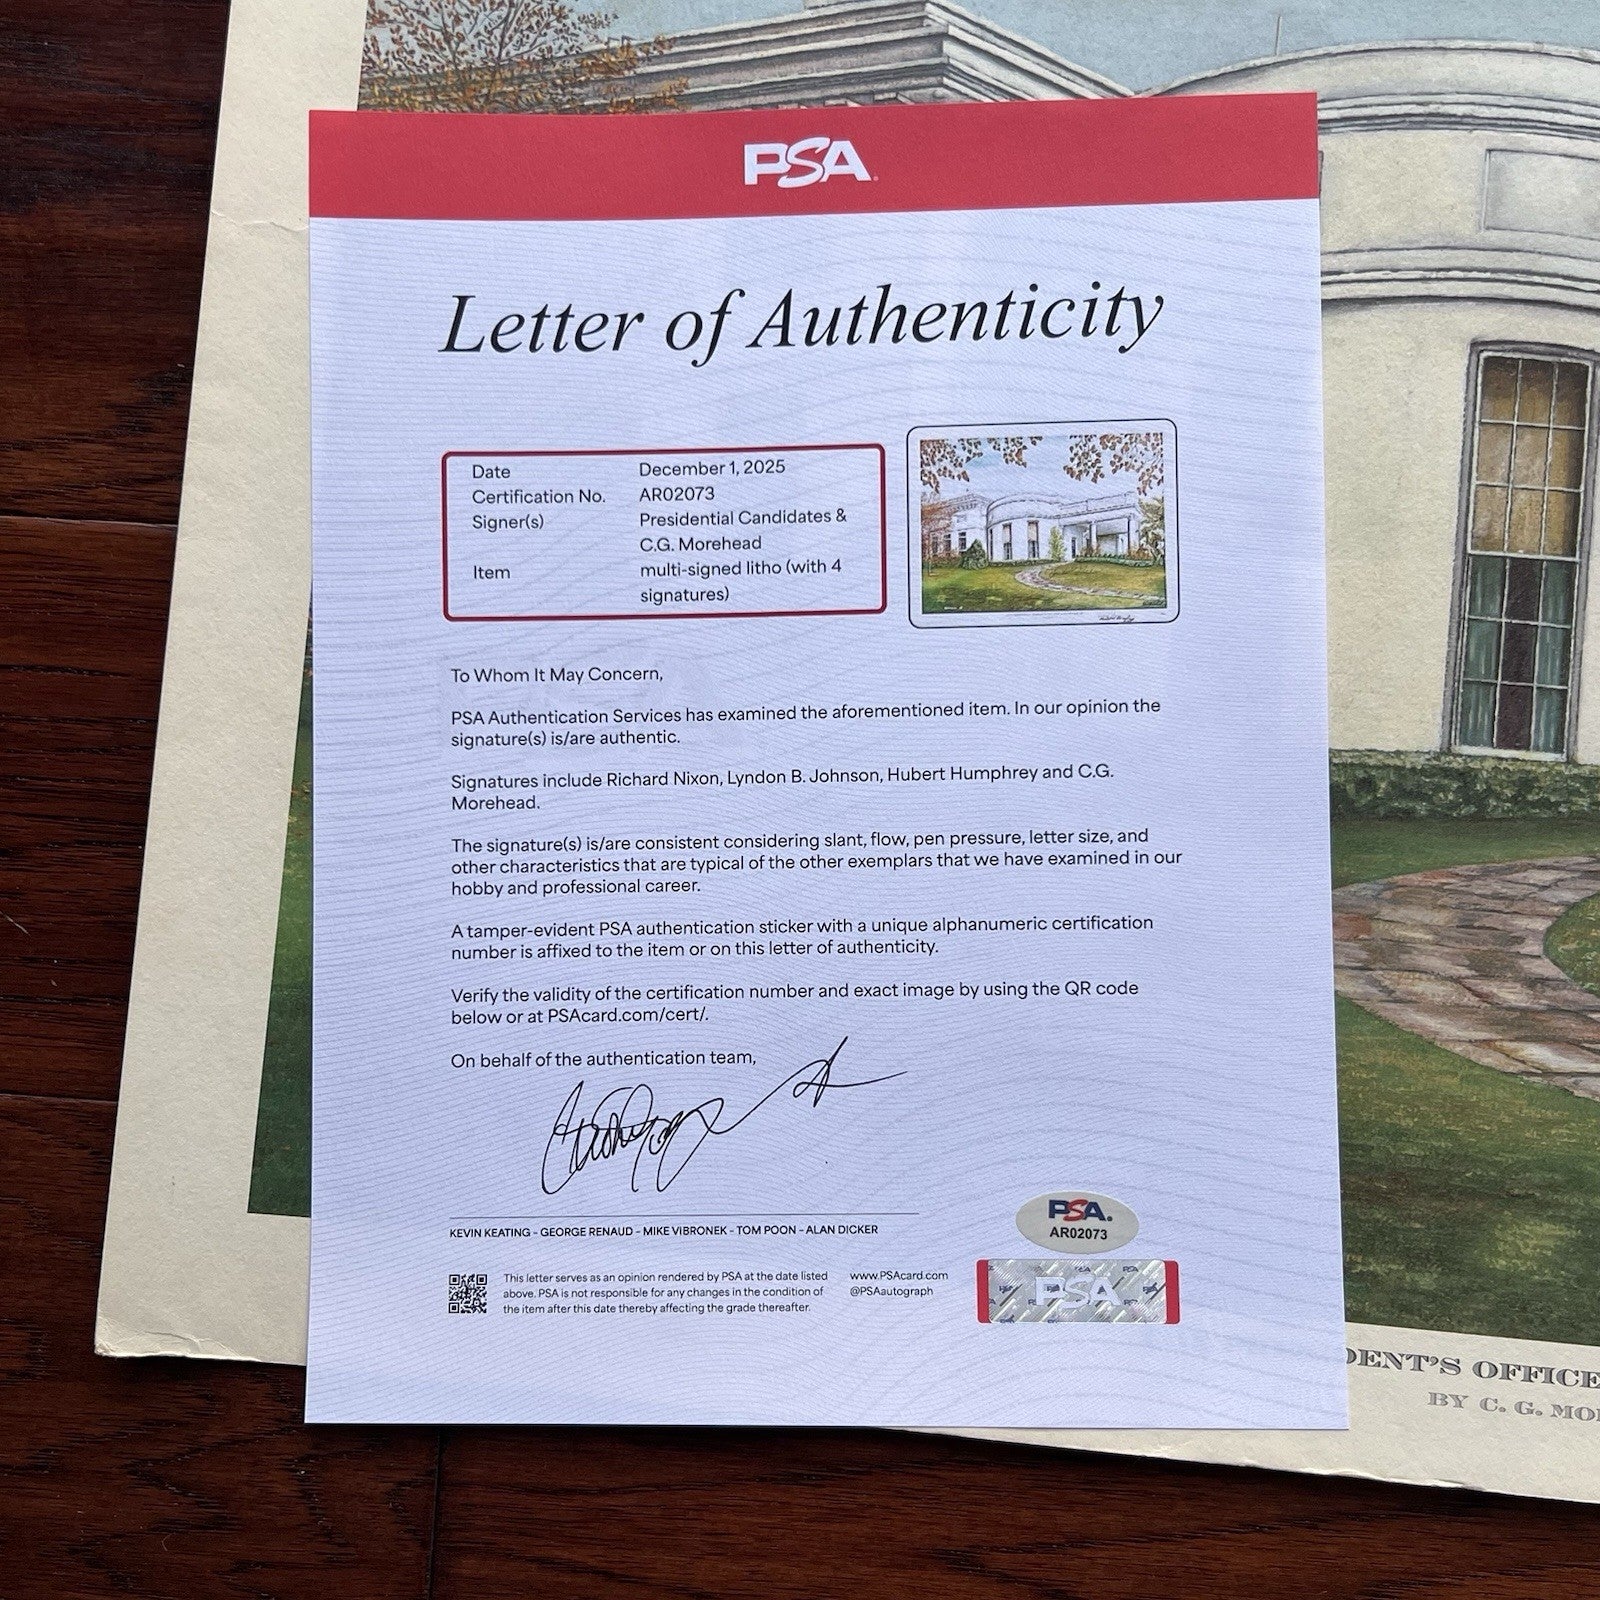 PSA
Letter of Authenticity
Date December 1, 2025
Certification No. AR02073
Signer(s) Presidential Candidates &
C.G. Morehead
Item multi-signed litho (with 4
signatures)
To Whom It May Concern,
PSA Authentication Services has examined the aforementioned item. In our opinion the
signature(s) is/are authentic.
Signatures include Richard Nixon, Lyndon B. Johnson, Hubert Humphrey and C.G.
Morehead.
The signature(s) is/are consistent considering slant, flow, pen pressure, letter size, and
other characteristics that are typical of the other exemplars that we have examined in our
hobby and professional career.
A tamper-evident PSA authentication sticker with a unique alphanumeric certification
number is affixed to the item or on this letter of authenticity.
Verify the validity of the certification number and exact image by using the QR code
below or at PSAcard.com/cert/.
On behalf of the authentication team,
KEVIN KEATING - GEORGE RENAUD - MIKE VIBRONEK - TOM POON - ALAN DICKER
This letter serves as an opinion rendered by PSA at the date listed
above. PSA is not responsible for any changes in the condition of
the item after this date thereby affecting the grade thereafter.
www.PSAcard.com
@PSAautograph
PSA.
AR02073
PSA
DENT'S OFFICE
BY C. G. MO